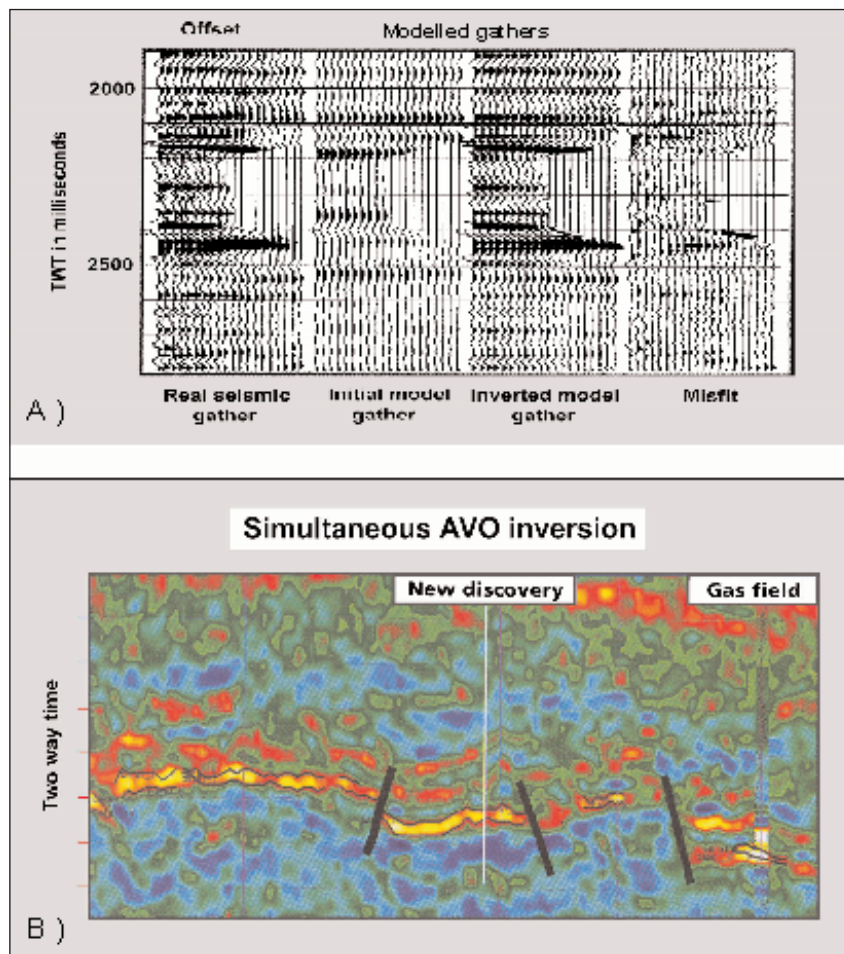 Offset Modelled gathers
2000
2500
TWT in milliseconds
Real seismic gather
Initial model gather
Inverted model gather
Misfit
A )
Simultaneous AVO inversion
New discovery
Gas field
Two way time
B )